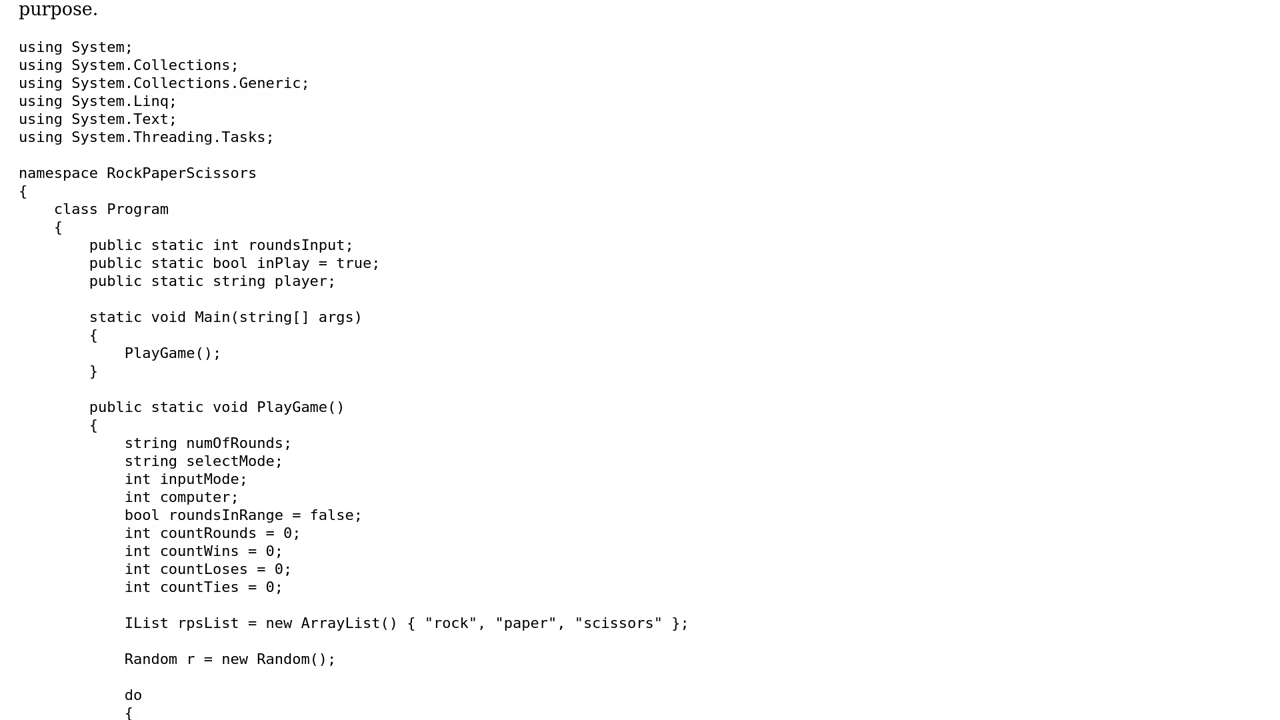 purpose.
using System;
using System.Collections;
using System.Collections.Generic;
using System.Linq;
using System.Text;
using System.Threading.Tasks;
namespace RockPaperScissors
{
    class Program
    {
        public static int roundsInput;
        public static bool inPlay = true;
        public static string player;
        static void Main(string[] args)
        {
            PlayGame();
        }
        public static void PlayGame()
        {
            string numOfRounds;
            string selectMode;
            int inputMode;
            int computer;
            bool roundsInRange = false;
            int countRounds = 0;
            int countWins = 0;
            int countLoses = 0;
            int countTies = 0;
            IList rpsList = new ArrayList() { "rock", "paper", "scissors" };
            Random r = new Random();
            do
            {